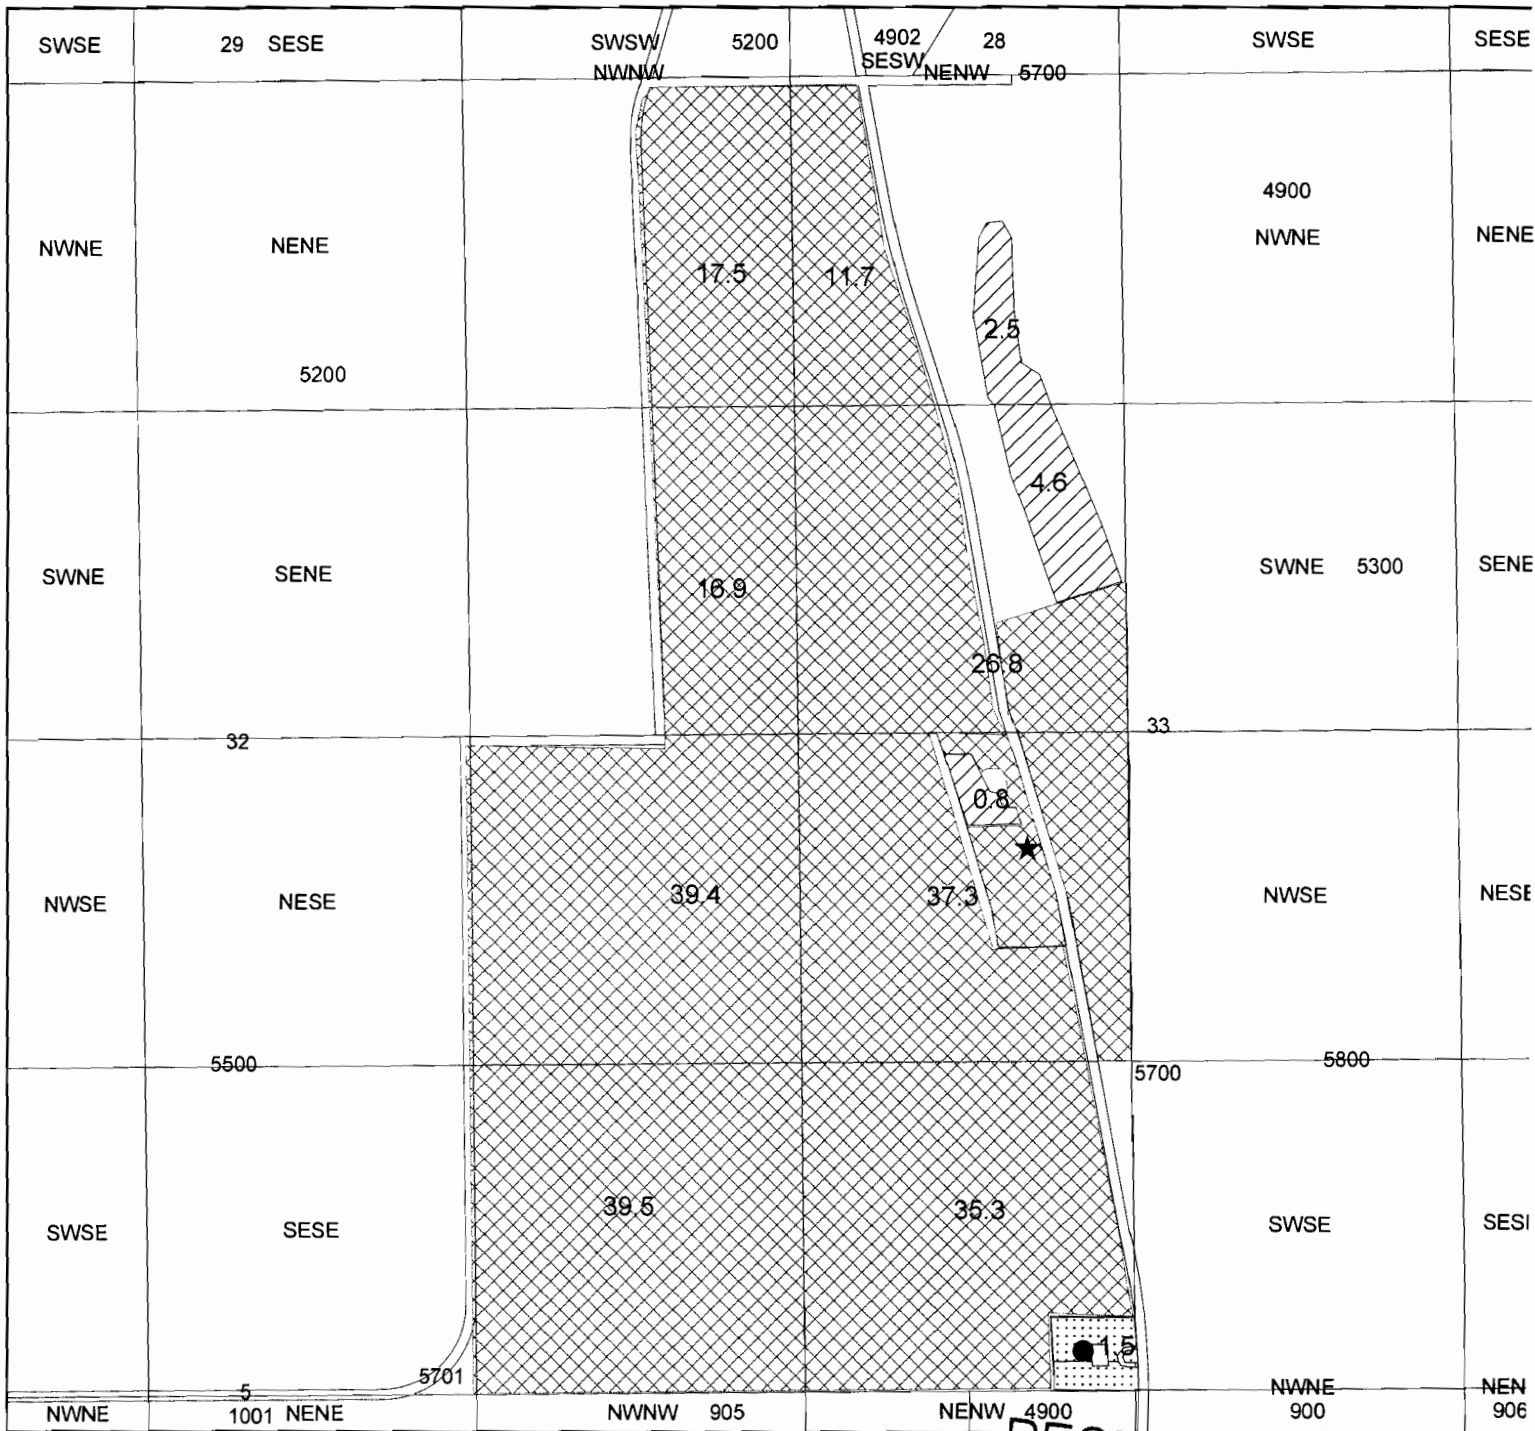 SWSE 29 SESE SWSW 5200 4902 28 SWSE SESE
SESW
NWNW NENW 5700
4900
NWNE NENE NWNE NENE
17.5 11.7
2.5
5200
4.6
SWNE SENE 16.9 SWNE 5300 SENE
26.8
32 33
0.8
NWSE NESE 39.4 37.3 NWSE NESE
5500 5700 5800
SWSE SESE 39.5 35.3 SWSE SESI
1.5
5701
5 NWNE NEN
NWNE 1001 NENE NWNW 905 NENW 4900 900 906